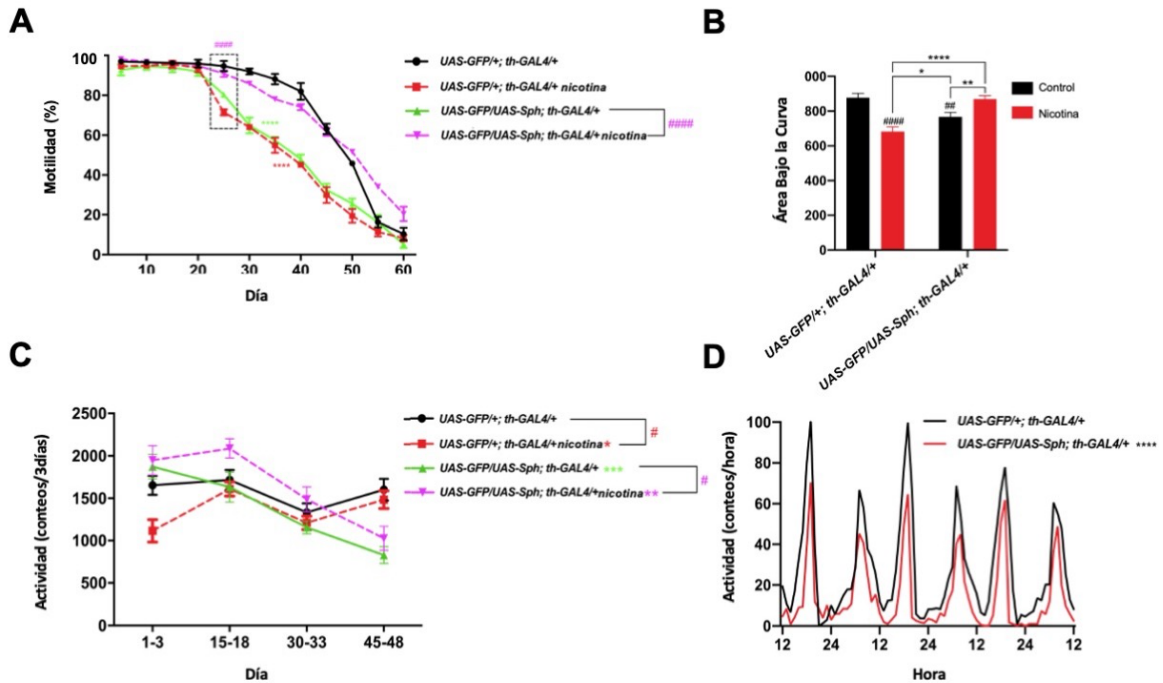 A
Motilidad (%)
100
80
60
40
20
0
10
20
30
40
50
60
Día
####
****
****
UAS-GFP/+; th-GAL4/+
UAS-GFP/+; th-GAL4/+ nicotina
UAS-GFP/UAS-Sph; th-GAL4/+
UAS-GFP/UAS-Sph; th-GAL4/+ nicotina
####
B
Área Bajo la Curva
000
800
600
400
200
0
****
*
**
##
####
Control
Nicotina
UAS-GFP/+; th-GAL4/+
UAS-GFP/UAS-Sph; th-GAL4/+
C
Actividad (conteos/3días)
2500
2000
1500
1000
500
0
1-3
15-18
30-33
45-48
Día
UAS-GFP/+; th-GAL4/+
UAS-GFP/+; th-GAL4/+nicotina*
UAS-GFP/UAS-Sph; th-GAL4/+ ***
UAS-GFP/UAS-Sph; th-GAL4/+nicotina**
#
#
D
Actividad (conteos/hora)
100
80
60
40
20
0
12
24
12
24
12
24
12
Hora
UAS-GFP/+; th-GAL4/+
UAS-GFP/UAS-Sph; th-GAL4/+ ****